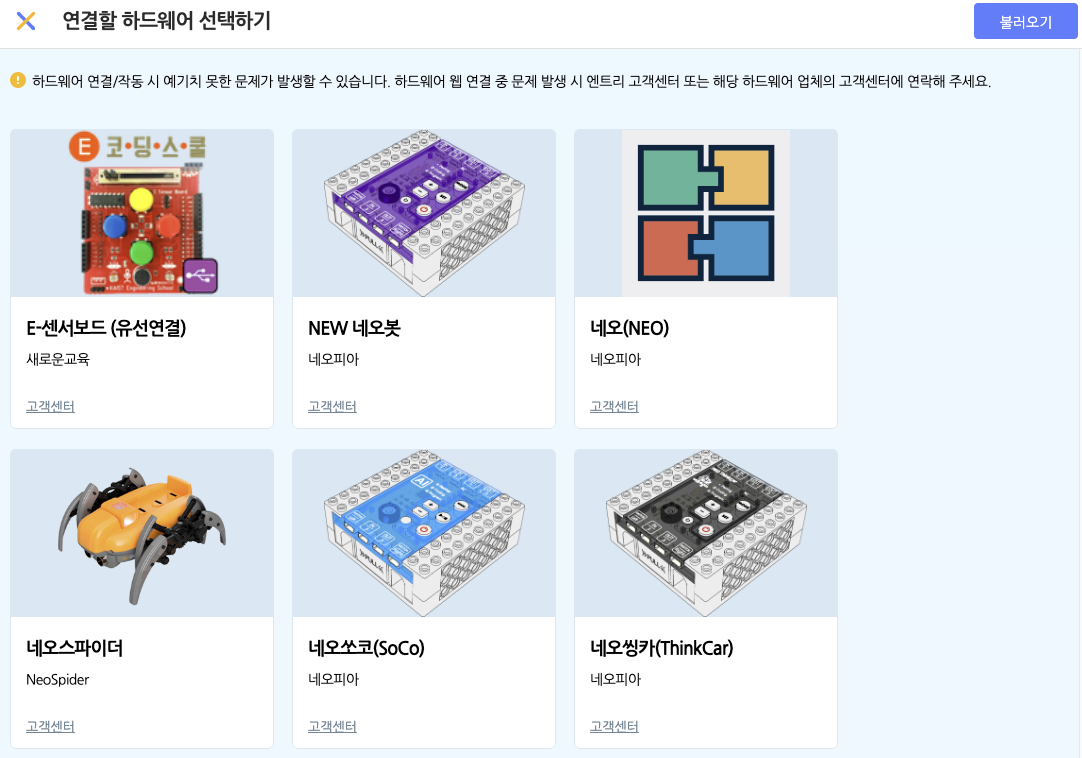 연결할 하드웨어 선택하기
불러오기
하드웨어 연결/작동 시 예기치 못한 문제가 발생할 수 있습니다. 하드웨어 웹 연결 중 문제 발생 시 엔트리 고객센터 또는 해당 하드웨어 업체의 고객센터에 연락해 주세요.
E 코·딩·스·쿨
E-센서보드 (유선연결)
새로운교육
고객센터
NEW 네오봇
네오피아
고객센터
네오(NEO)
네오피아
고객센터
네오스파이더
NeoSpider
고객센터
AI
네오쏘코(SoCo)
네오피아
고객센터
네오씽카(ThinkCar)
네오피아
고객센터